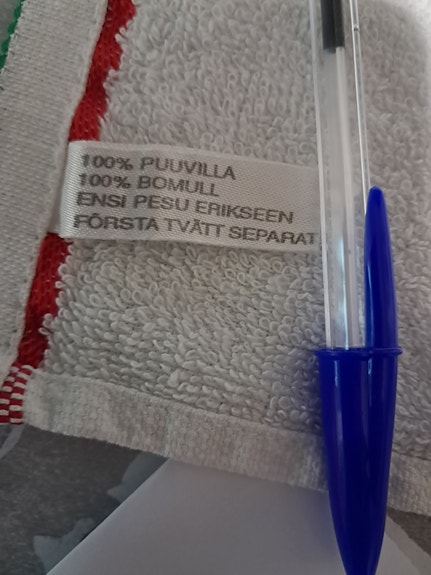 100% PUUVILLA
100% BOMULL
ENSI PESU ERIKSEEN
FÖRSTA TVÄTT SEPARAT